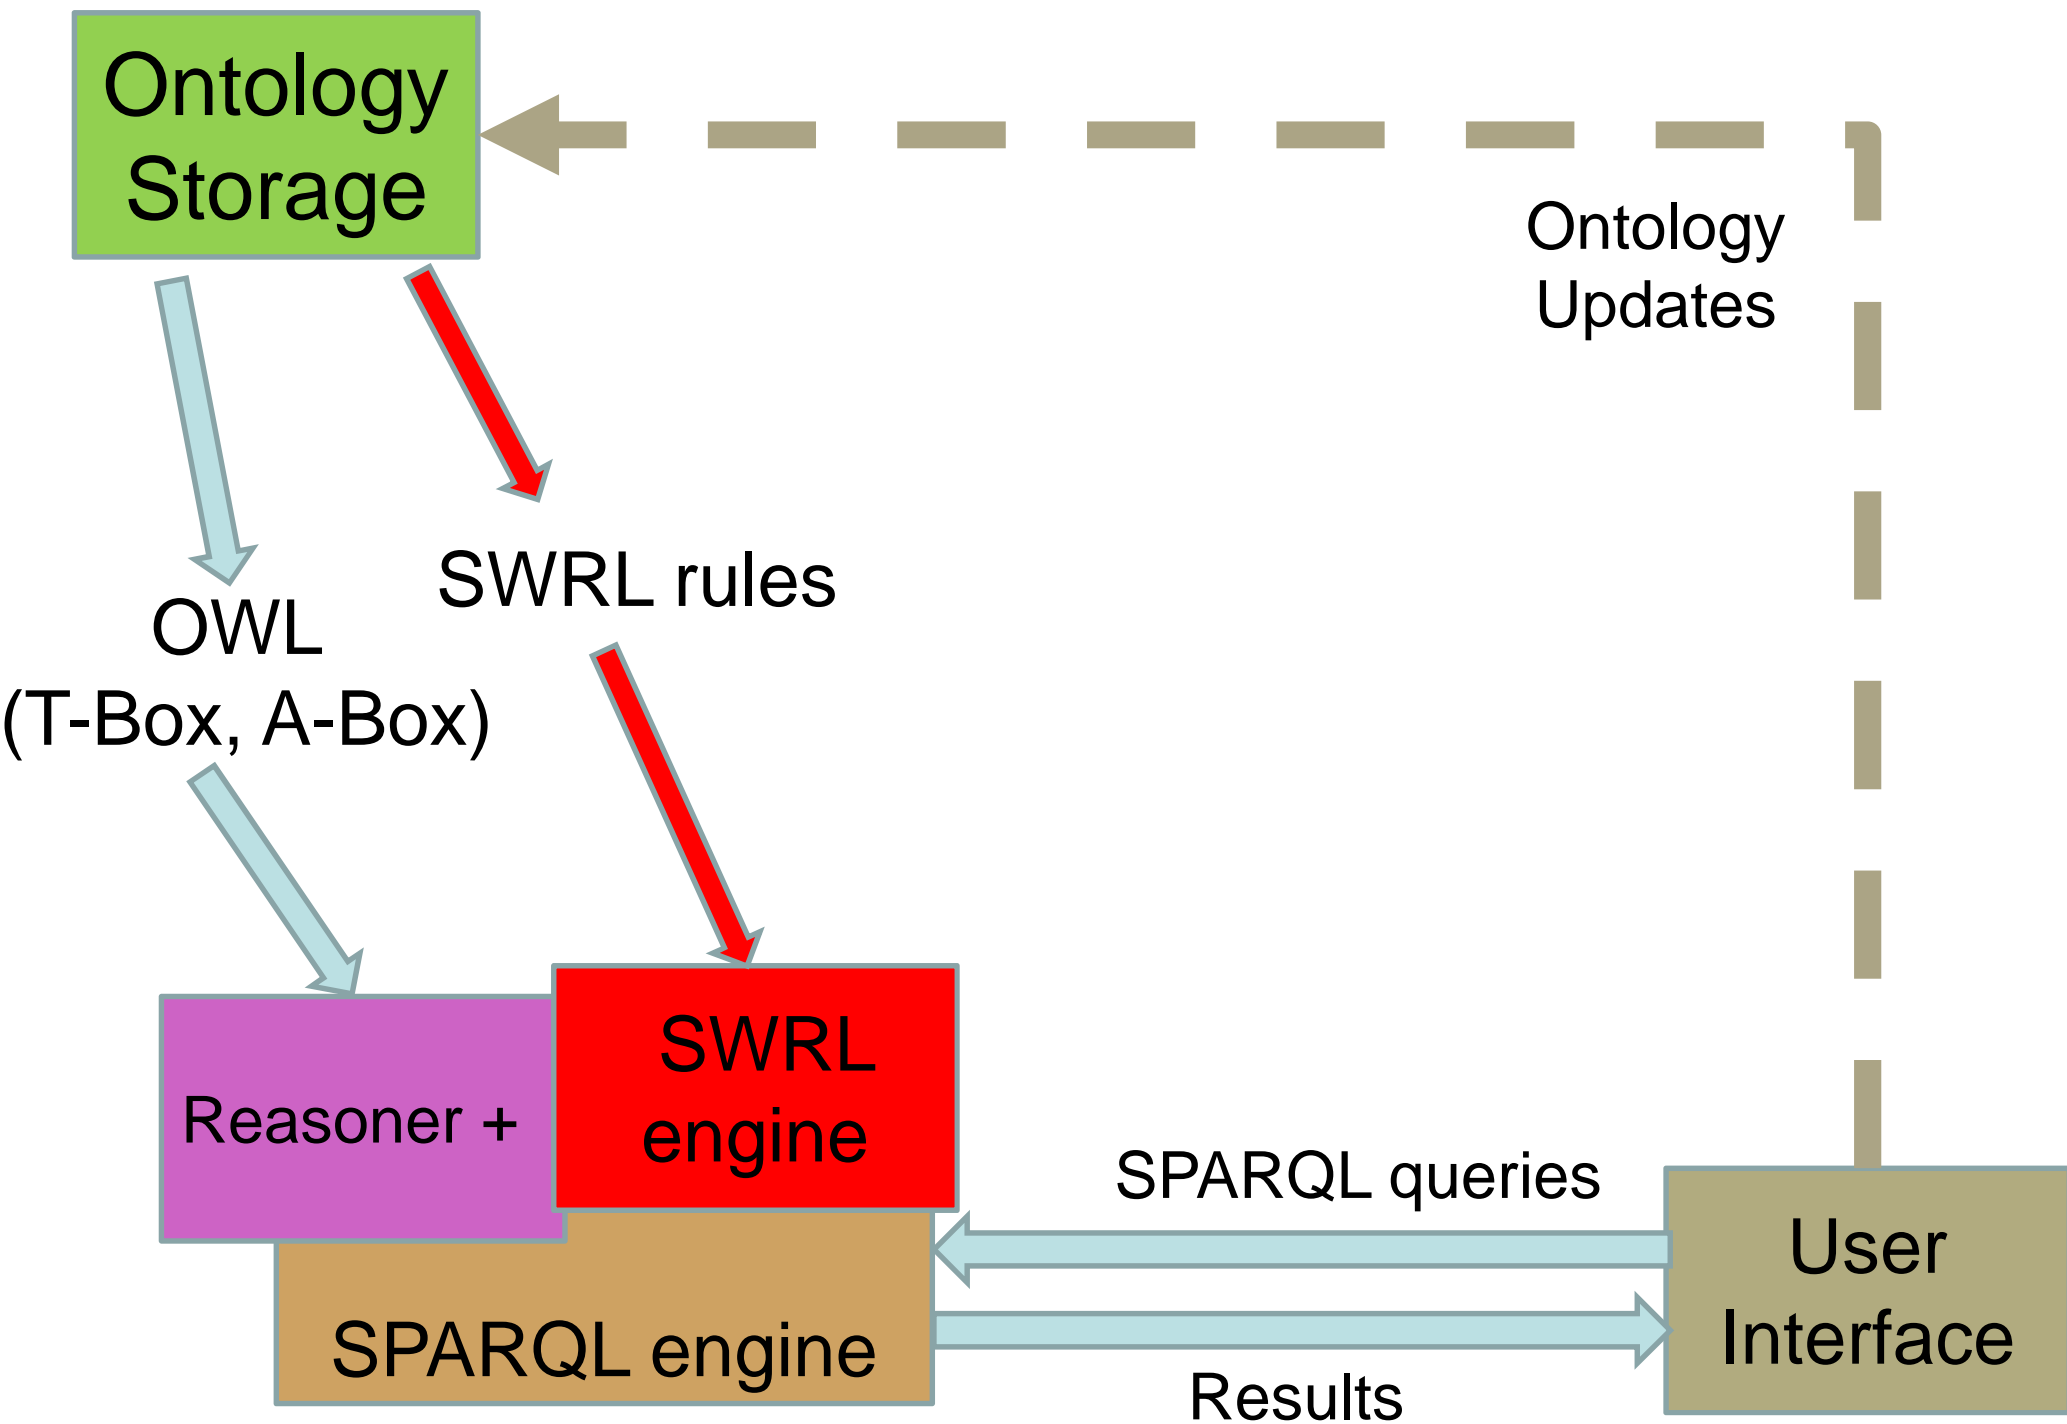 Ontology
Storage
Ontology
Updates
SWRL rules
OWL
(T-Box, A-Box)
SWRL
engine
Reasoner +
SPARQL queries
User
Interface
SPARQL engine
Results